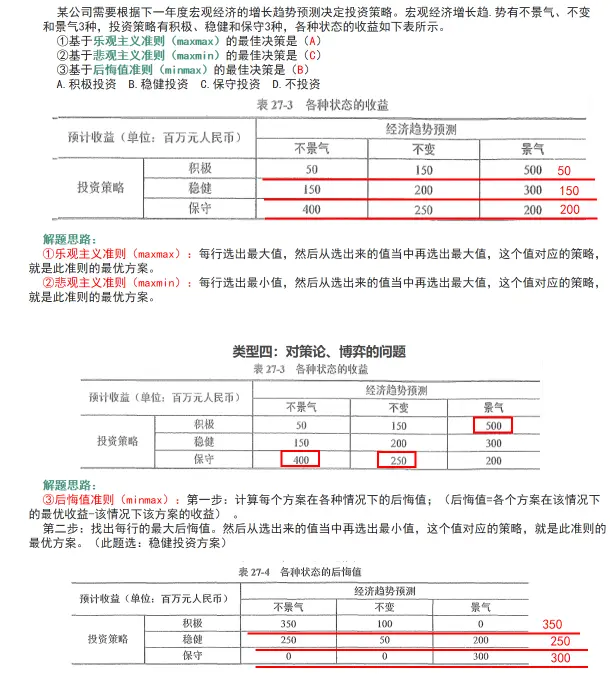 某公司需要根据下一年度宏观经济的增长趋势预测决定投资策略。宏观经济增长趋.势有不景气、不变
和景气3种，投资策略有积极、稳健和保守3种，各种状态的收益如下表所示。
①基于乐观主义准则（maxmax）的最佳决策是（A）
②基于悲观主义准则（maxmin）的最佳决策是（C）
③基于后悔值准则（minmax）的最佳决策是（B）
A.积极投资 B.稳健投资 C.保守投资 D.不投资
表 27-3 各种状态的收益
预计收益（单位：百万元人民币） 经济趋势预测
不景气 不变 景气
投资策略 积极 50 150 500 50
稳健 150 200 300 150
保守 400 250 200 200
解题思路：
①乐观主义准则（maxmax）：每行选出最大值，然后从选出来的值当中再选出最大值，这个值对应的策略，
就是此准则的最优方案。
②悲观主义准则（maxmin）：每行选出最小值，然后从选出来的值当中再选出最大值，这个值对应的策略，
就是此准则的最优方案。
类型四：对策论、博弈的问题
表 27-3 各种状态的收益
预计收益（单位：百万元人民币） 经济趋势预测
不景气 不变 景气
投资策略 积极 50 150 500
稳健 150 200 300
保守 400 250 200
解题思路：
③后悔值准则（minmax）：第一步：计算每个方案在各种情况下的后悔值；（后悔值=各个方案在该情况下
的最优收益-该情况下该方案的收益） 。
第二步：找出每行的最大后悔值。然后从选出来的值当中再选出最小值，这个值对应的策略，就是此准则的
最优方案。（此题选：稳健投资方案）
表 27-4 各种状态的后悔值
预计收益（单位：百万元人民币） 经济趋势预测
不景气 不变 景气
投资策略 积极 350 100 0 350
稳健 250 50 200 250
保守 0 0 300 300